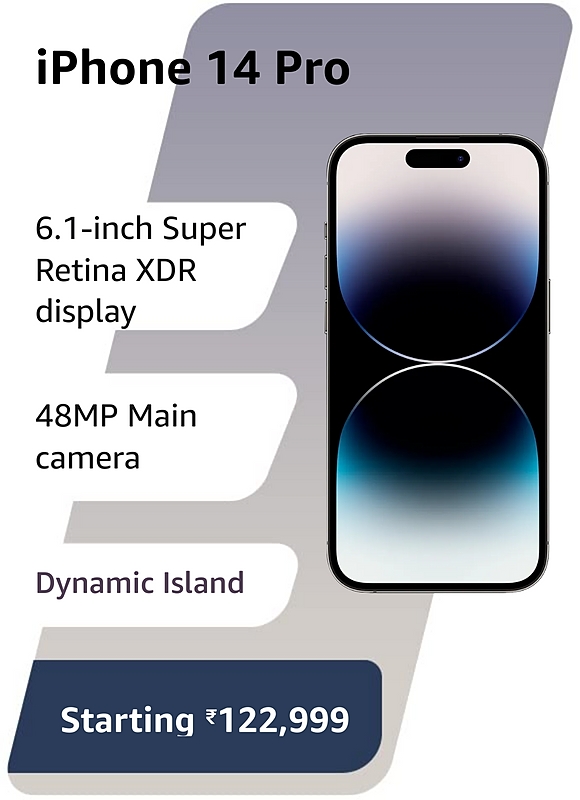 iPhone 14 Pro
6.1-inch Super
Retina XDR
display
48MP Main
camera
Dynamic Island
Starting ₹122,999